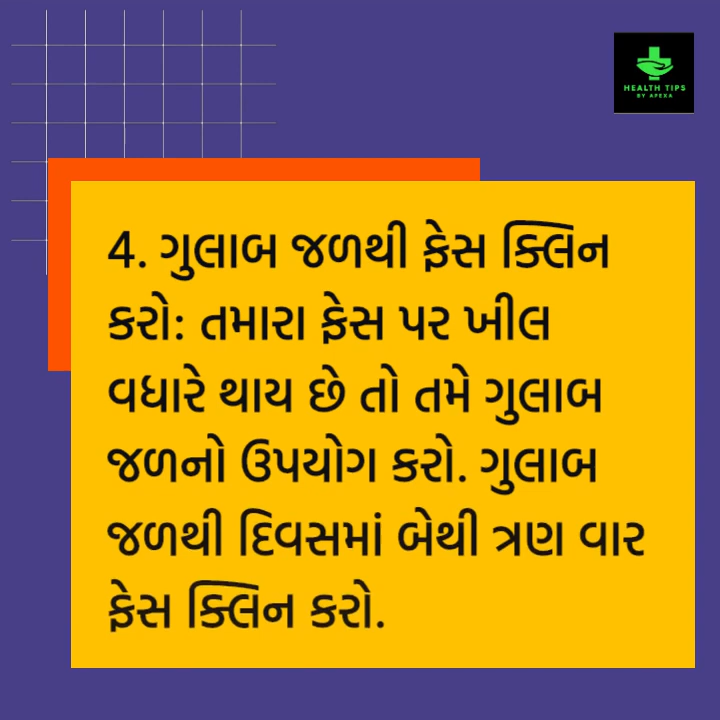 HEALTH TIPS
BY APEXA
4. ગુલાબ જળથી ફેસ ક્લિન
કરો: તમારા ફેસ પર ખીલ
વધારે થાય છે તો તમે ગુલાબ
જળનો ઉપયોગ કરો. ગુલાબ
જળથી દિવસમાં બેથી ત્રણ વાર
ફેસ ક્લિન કરો.